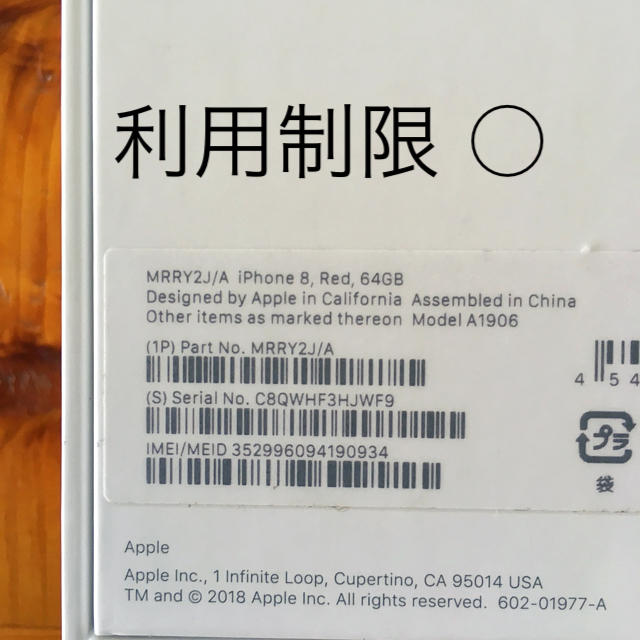 利用制限 ○
MRRY2J/A iPhone 8, Red, 64GB
Designed by Apple in California Assembled in China
Other items as marked thereon Model A1906
(1P) Part No. MRRY2J/A
(S) Serial No. C8QWHF3HJWF9
IMEI/MEID 352996094190934
4 54
プラ
袋
Apple
Apple Inc., 1 Infinite Loop, Cupertino, CA 95014 USA
TM and © 2018 Apple Inc. All rights reserved. 602-01977-A